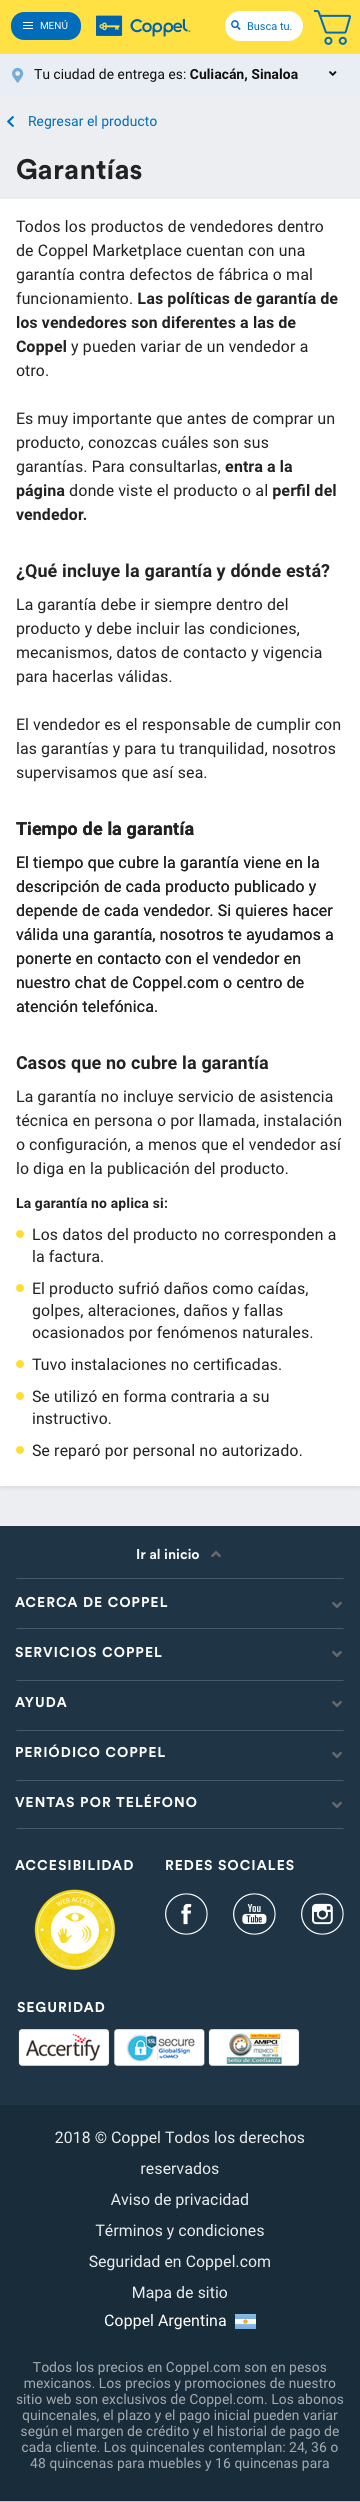 MENÚ
Coppel
Busca tu.
Tu ciudad de entrega es: Culiacán, Sinaloa
Regresar el producto
Garantías
Todos los productos de vendedores dentro
de Coppel Marketplace cuentan con una
garantía contra defectos de fábrica o mal
funcionamiento. Las políticas de garantía de
los vendedores son diferentes a las de
Coppel y pueden variar de un vendedor a
otro.
Es muy importante que antes de comprar un
producto, conozcas cuáles son sus
garantías. Para consultarlas, entra a la
página donde viste el producto o al perfil del
vendedor.
¿Qué incluye la garantía y dónde está?
La garantía debe ir siempre dentro del
producto y debe incluir las condiciones,
mecanismos, datos de contacto y vigencia
para hacerlas válidas.
El vendedor es el responsable de cumplir con
las garantías y para tu tranquilidad, nosotros
supervisamos que así sea.
Tiempo de la garantía
El tiempo que cubre la garantía viene en la
descripción de cada producto publicado y
depende de cada vendedor. Si quieres hacer
válida una garantía, nosotros te ayudamos a
ponerte en contacto con el vendedor en
nuestro chat de Coppel.com o centro de
atención telefónica.
Casos que no cubre la garantía
La garantía no incluye servicio de asistencia
técnica en persona o por llamada, instalación
o configuración, a menos que el vendedor así
lo diga en la publicación del producto.
La garantía no aplica si:
Los datos del producto no corresponden a
la factura.
El producto sufrió daños como caídas,
golpes, alteraciones, daños y fallas
ocasionados por fenómenos naturales.
Tuvo instalaciones no certificadas.
Se utilizó en forma contraria a su
instructivo.
Se reparó por personal no autorizado.
Ir al inicio
ACERCA DE COPPEL
SERVICIOS COPPEL
AYUDA
PERIÓDICO COPPEL
VENTAS POR TELÉFONO
ACCESIBILIDAD
REDES SOCIALES
WEB ACCESS
You
Tube
SEGURIDAD
Accertify
SSL secure
GlobalSign
by GMO
AMIPCI
Sello de Confianza
2018 © Coppel Todos los derechos
reservados
Aviso de privacidad
Términos y condiciones
Seguridad en Coppel.com
Mapa de sitio
Coppel Argentina
Todos los precios en Coppel.com son en pesos
mexicanos. Los precios y promociones de nuestro
sitio web son exclusivos de Coppel.com. Los abonos
quincenales, el plazo y el pago inicial pueden variar
según el margen de crédito y el historial de pago de
cada cliente. Los quincenales contemplan: 24, 36 o
48 quincenas para muebles y 16 quincenas para